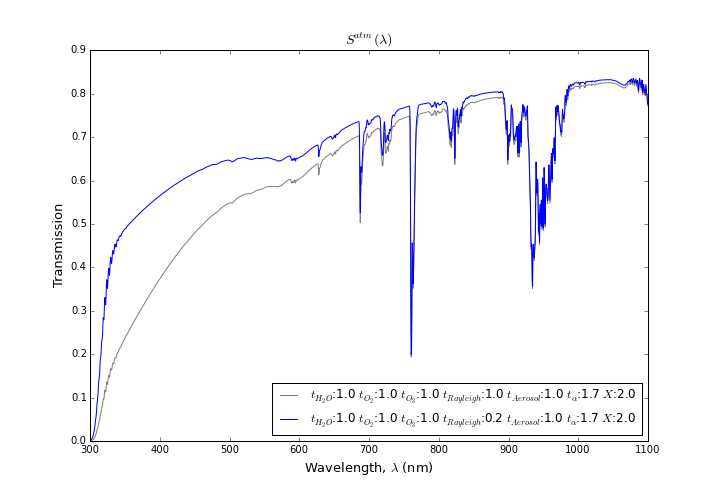 S^{atm}(λ)
0.9
0.8
0.7
0.6
0.5
0.4
0.3
0.2
0.1
0.0
Transmission
t_{H_2O}:1.0 t_{O_2}:1.0 t_{O_3}:1.0 t_{Rayleigh}:1.0 t_{Aerosol}:1.0 t_α:1.7 X:2.0
t_{H_2O}:1.0 t_{O_2}:1.0 t_{O_3}:1.0 t_{Rayleigh}:0.2 t_{Aerosol}:1.0 t_α:1.7 X:2.0
300 400 500 600 700 800 900 1000 1100
Wavelength, λ (nm)